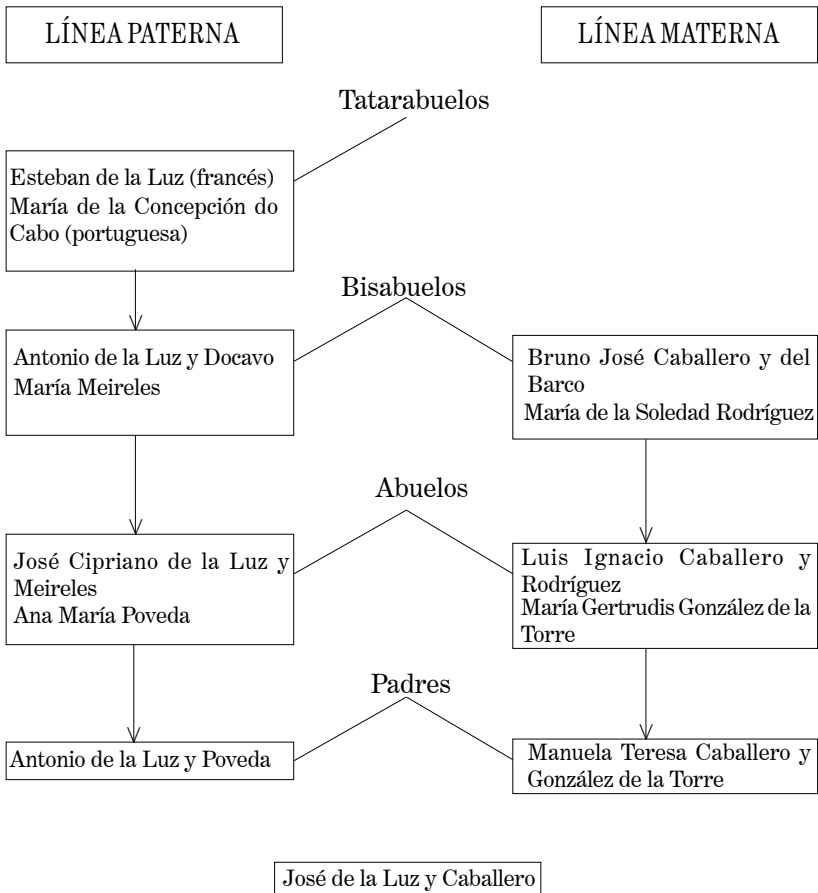 LÍNEA PATERNA
LÍNEA MATERNA
Tatarabuelos
Esteban de la Luz (francés)
María de la Concepción do
Cabo (portuguesa)
Bisabuelos
Antonio de la Luz y Docavo
María Meireles
Bruno José Caballero y del
Barco
María de la Soledad Rodríguez
Abuelos
José Cipriano de la Luz y
Meireles
Ana María Poveda
Luis Ignacio Caballero y
Rodríguez
María Gertrudis González de la
Torre
Padres
Antonio de la Luz y Poveda
Manuela Teresa Caballero y
González de la Torre
José de la Luz y Caballero